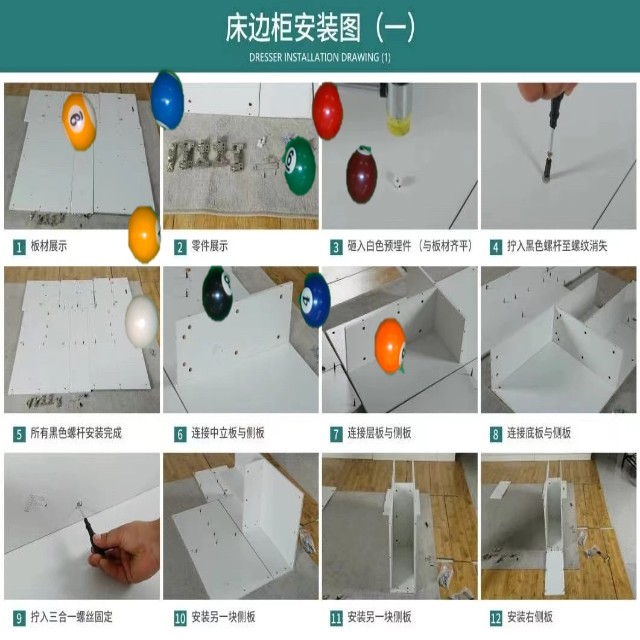 床边柜安装图（一）
DRESSER INSTALLATION DRAWING (1)
1 板材展示
2 零件展示
3 砸入白色预埋件（与板材齐平）
4 拧入黑色螺杆至螺纹消失
5 所有黑色螺杆安装完成
6 连接中立板与侧板
7 连接层板与侧板
8 连接底板与侧板
9 拧入三合一螺丝固定
10 安装另一块侧板
11 安装另一块侧板
12 安装右侧板
6
4